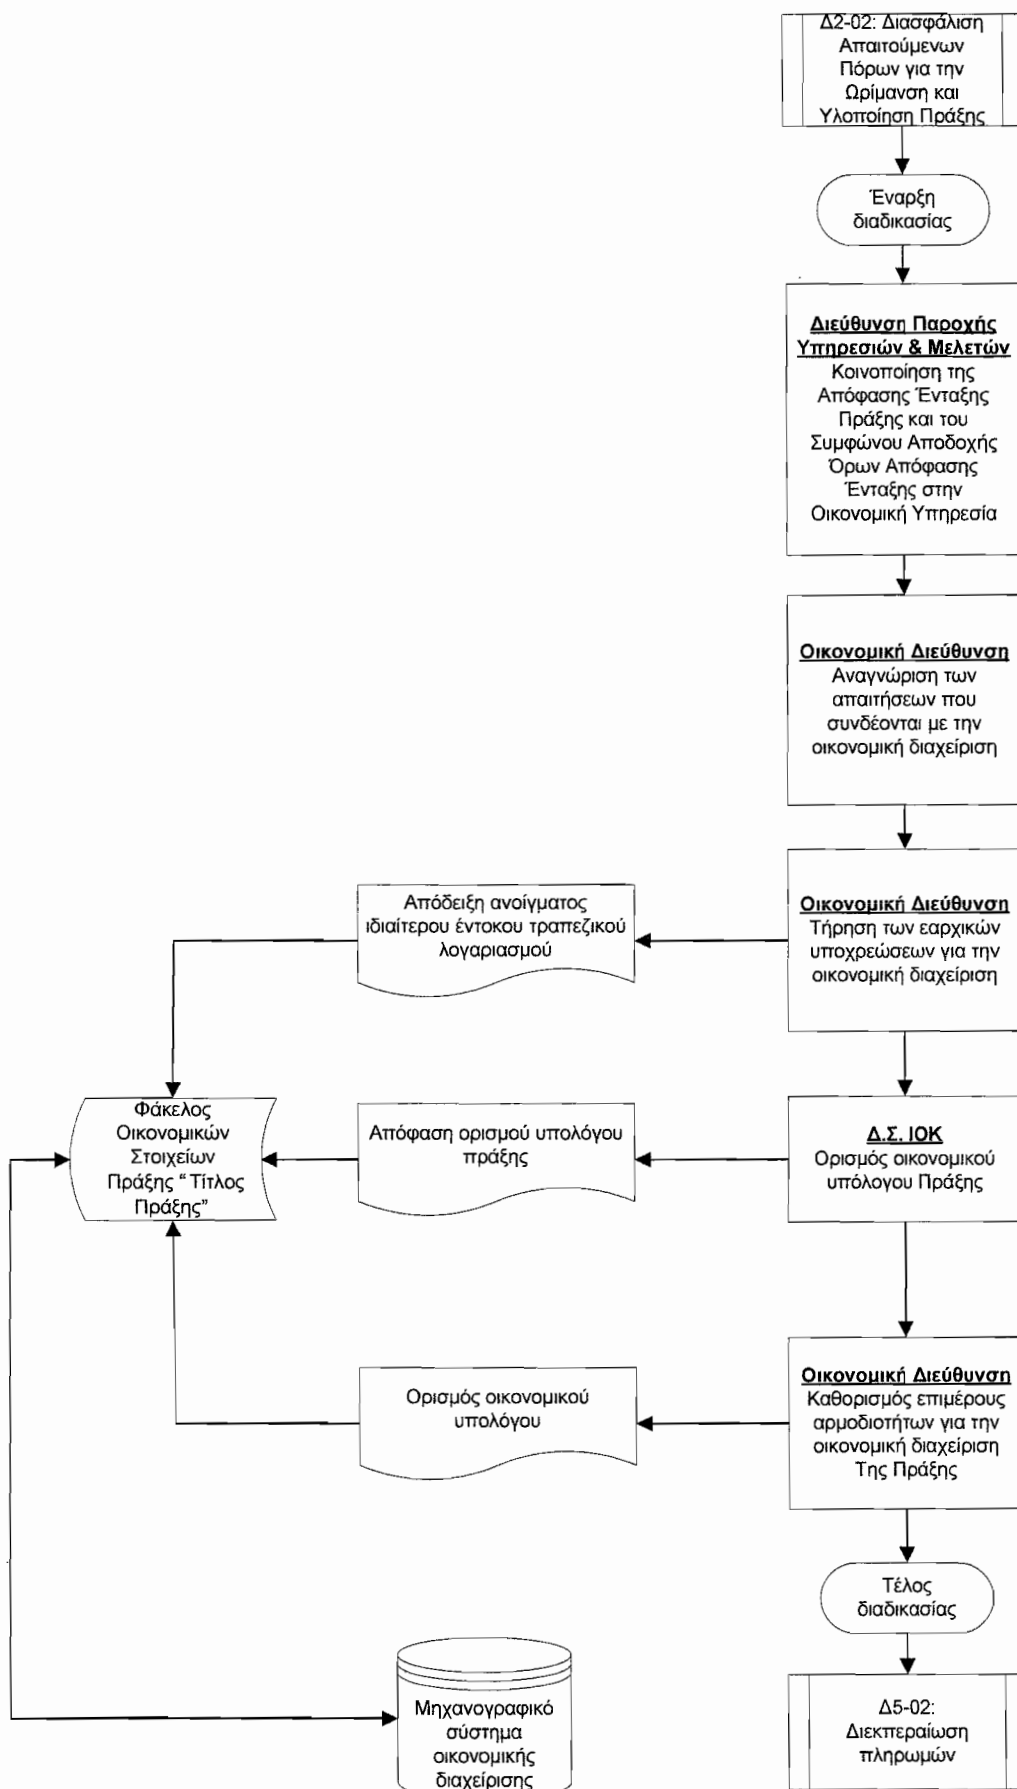 Δ2-02: Διασφάλιση
Απαιτούμενων
Πόρων για την
Ωρίμανση και
Υλοποίηση Πράξης
Έναρξη
διαδικασίας
Διεύθυνση Παροχής
Υπηρεσιών & Μελετών
Κοινοποίηση της
Απόφασης Ένταξης
Πράξης και του
Συμφώνου Αποδοχής
Όρων Απόφασης
Ένταξης στην
Οικονομική Υπηρεσία
Οικονομική Διεύθυνση
Αναγνώριση των
απαιτήσεων που
συνδέονται με την
οικονομική διαχείριση
Οικονομική Διεύθυνση
Τήρηση των εαρχικών
υποχρεώσεων για την
οικονομική διαχείριση
Απόδειξη ανοίγματος
ιδιαίτερου έντοκου τραπεζικού
λογαριασμού
Δ.Σ. ΙΟΚ
Ορισμός οικονομικού
υπόλογου Πράξης
Απόφαση ορισμού υπολόγου
πράξης
Φάκελος
Οικονομικών
Στοιχείων
Πράξης “ Τίτλος
Πράξης”
Οικονομική Διεύθυνση
Καθορισμός επιμέρους
αρμοδιοτήτων για την
οικονομική διαχείριση
Της Πράξης
Ορισμός οικονομικού
υπολόγου
Τέλος
διαδικασίας
Μηχανογραφικό
σύστημα
οικονομικής
διαχείρισης
Δ5-02:
Διεκπεραίωση
πληρωμών